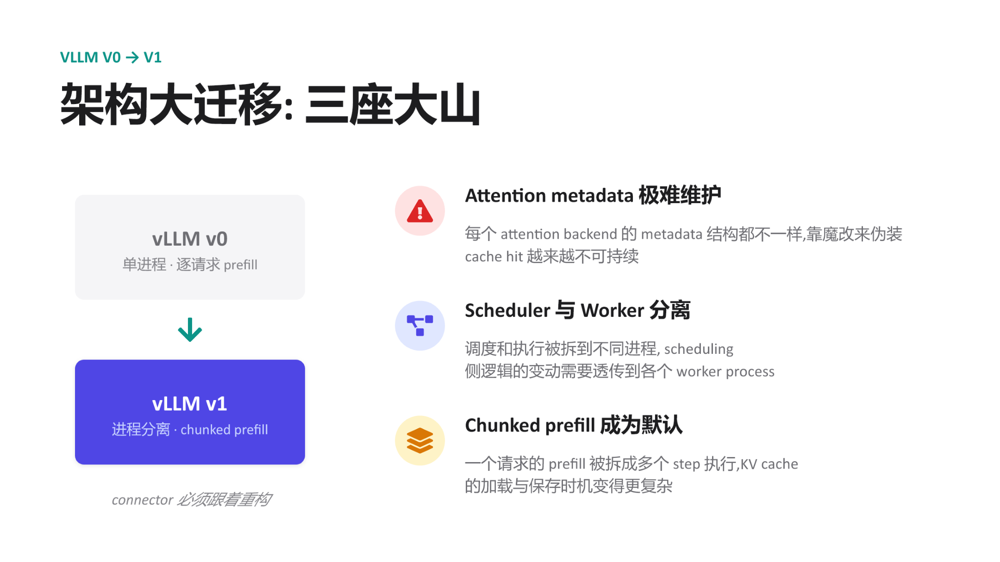 VLLM V0 → V1
架构大迁移: 三座大山
vLLM v0
单进程 · 逐请求 prefill
vLLM v1
进程分离 · chunked prefill
connector 必须跟着重构
Attention metadata 极难维护
每个 attention backend 的 metadata 结构都不一样,靠魔改来伪装
cache hit 越来越不可持续
Scheduler 与 Worker 分离
调度和执行被拆到不同进程, scheduling
侧逻辑的变动需要透传到各个 worker process
Chunked prefill 成为默认
一个请求的 prefill 被拆成多个 step 执行,KV cache
的加载与保存时机变得更复杂